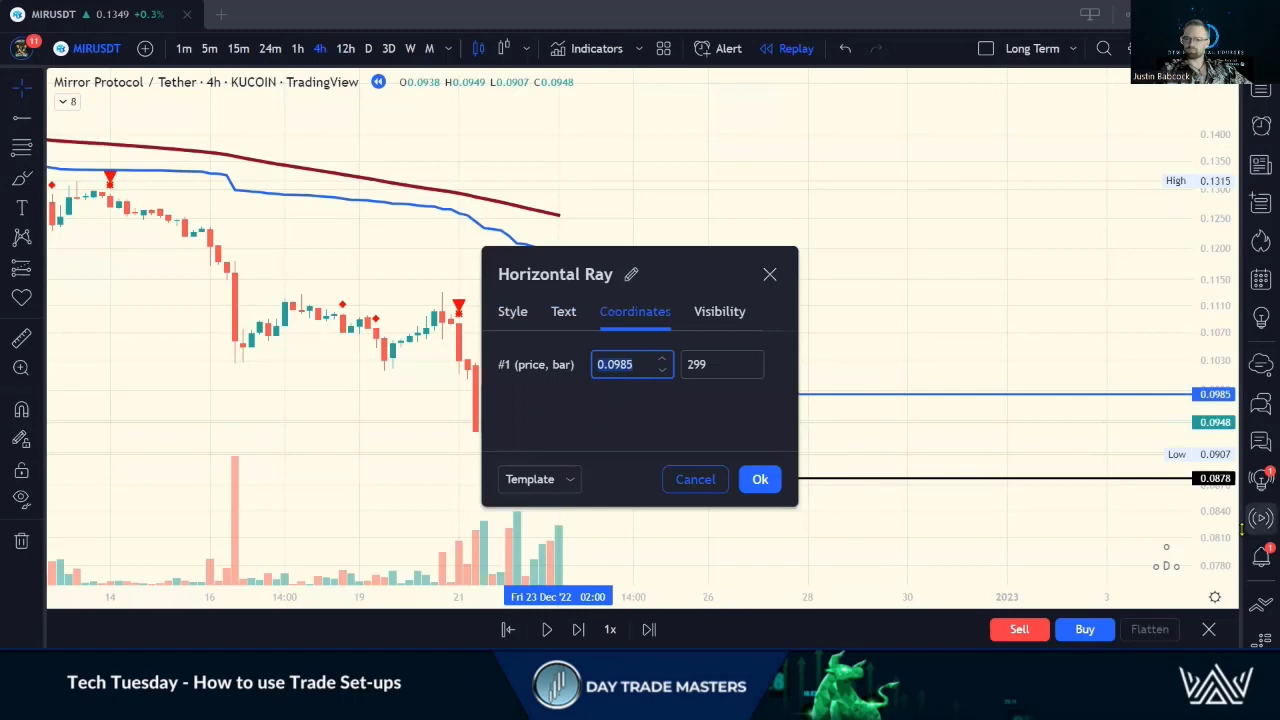 MIRUSDT 0.1349 +0.3%
11 MIRUSDT 1m 5m 15m 24m 1h 4h 12h D 3D W M Indicators Alert Replay Long Term
Justin Babcock
Mirror Protocol / Tether · 4h · KUCOIN · TradingView O0.0938 H0.0949 L0.0907 C0.0948
8
0.1400
0.1350
High 0.1315
0.1250
0.1200
0.1150
0.1110
0.1070
0.1030
0.0985
0.0948
Low 0.0907
0.0878
0.0840
0.0810
0.0780
Horizontal Ray
Style Text Coordinates Visibility
#1 (price, bar) 0.0985 299
Template Cancel Ok
1
1
D
14 16 14:00 19 21 Fri 23 Dec '22 02:00 14:00 26 28 30 2023 3
1x Sell Buy Flatten
Tech Tuesday - How to use Trade Set-ups
DAY TRADE MASTERS